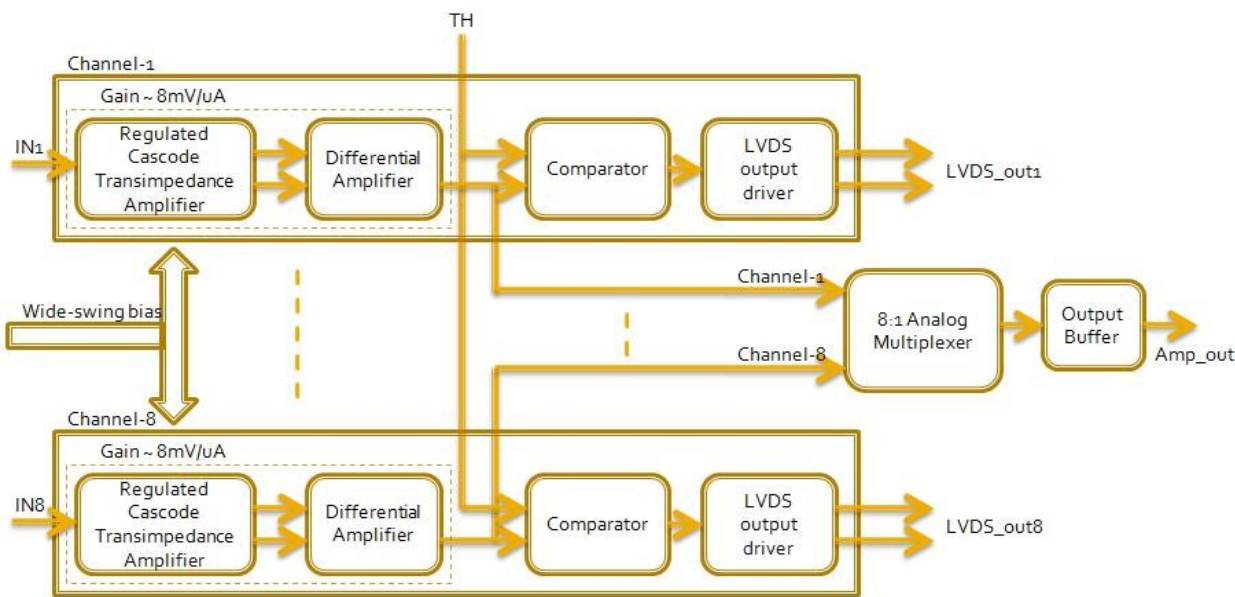 TH
Channel-1
Gain ~ 8mV/uA
IN1
Regulated
Cascode
Transimpedance
Amplifier
Differential
Amplifier
Comparator
LVDS
output
driver
LVDS_out1
Wide-swing bias
Channel-1
Channel-8
8:1 Analog
Multiplexer
Output
Buffer
Amp_out
Channel-8
Gain ~ 8mV/uA
IN8
Regulated
Cascode
Transimpedance
Amplifier
Differential
Amplifier
Comparator
LVDS
output
driver
LVDS_out8